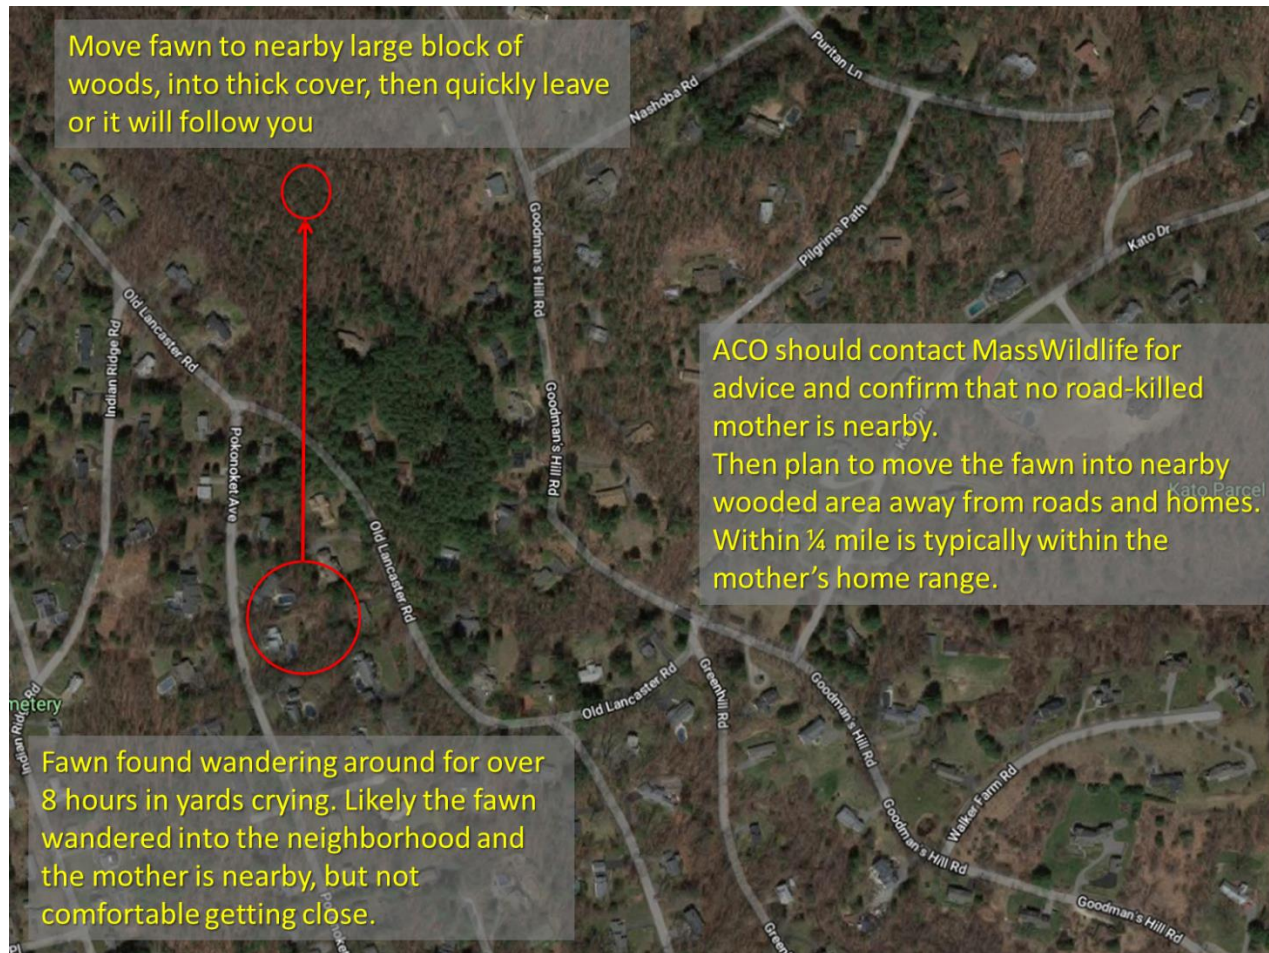 Move fawn to nearby large block of
woods, into thick cover, then quickly leave
or it will follow you
Puritan Ln
Nashoba Rd
Goodman's Hill Rd
Pilgrims Path
Kato Dr
Old Lancaster Rd
Indian Ridge Rd
ACO should contact MassWildlife for
advice and confirm that no road-killed
mother is nearby.
Then plan to move the fawn into nearby
wooded area away from roads and homes.
Within ¼ mile is typically within the
mother's home range.
Kato Parcel
Goodman's Hill Rd
Pokonoket Ave
Old Lancaster Rd
Old Lancaster Rd
Greenhill Rd
Goodman's Hill Rd
metery
Indian Ridge Rd
Fawn found wandering around for over
8 hours in yards crying. Likely the fawn
wandered into the neighborhood and
the mother is nearby, but not
comfortable getting close.
Walker Farm Rd
Goodman's Hill Rd
Goodman's Hill Rd